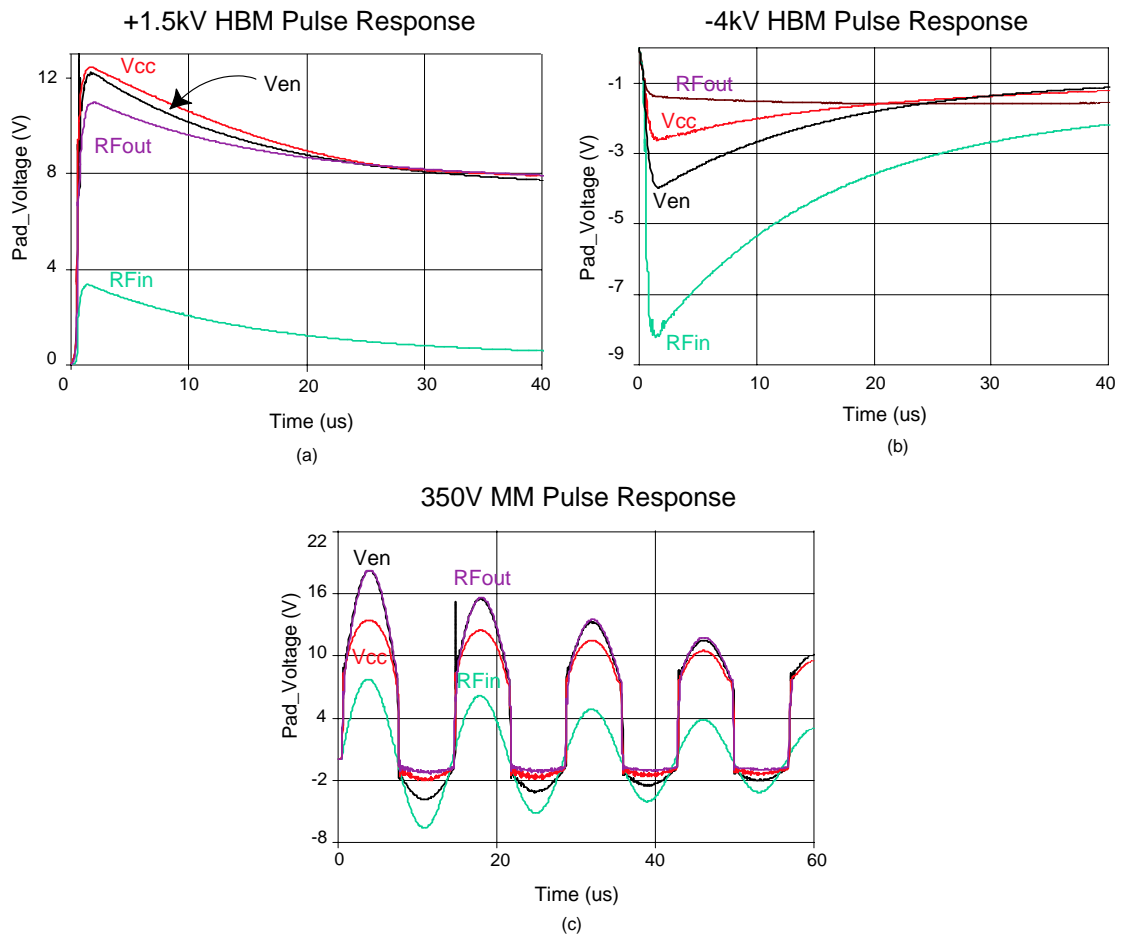 +1.5kV HBM Pulse Response
12
8
4
0
Vcc
Ven
RFout
RFin
Pad_Voltage (V)
0 10 20 30 40
Time (us)
(a)
-4kV HBM Pulse Response
-1
-3
-5
-7
-9
RFout
Vcc
Ven
RFin
Pad_Voltage (V)
0 10 20 30 40
Time (us)
(b)
350V MM Pulse Response
22
16
10
4
-2
-8
Ven
RFout
Vcc
RFin
Pad_Voltage (V)
0 20 40 60
Time (us)
(c)